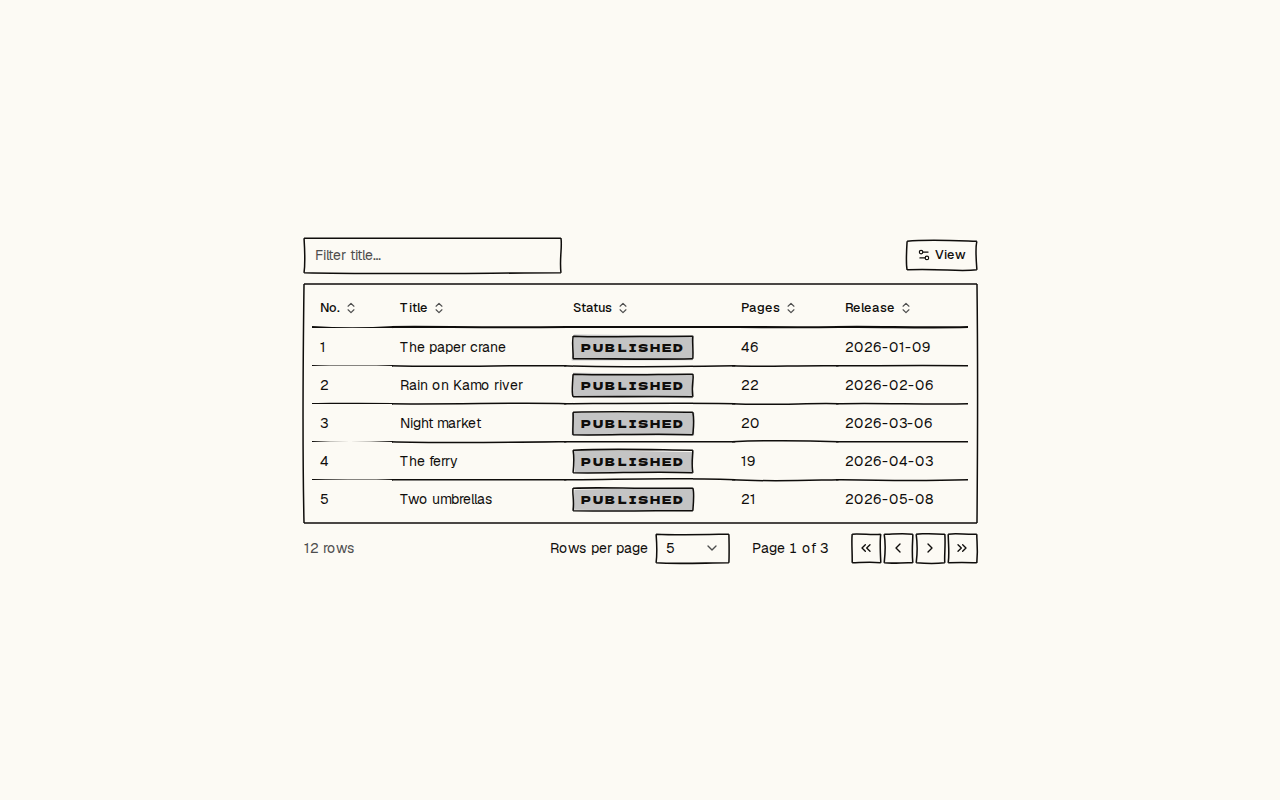 Filter title...
View
No. Title Status Pages Release
1 The paper crane PUBLISHED 46 2026-01-09
2 Rain on Kamo river PUBLISHED 22 2026-02-06
3 Night market PUBLISHED 20 2026-03-06
4 The ferry PUBLISHED 19 2026-04-03
5 Two umbrellas PUBLISHED 21 2026-05-08
12 rows Rows per page 5 Page 1 of 3